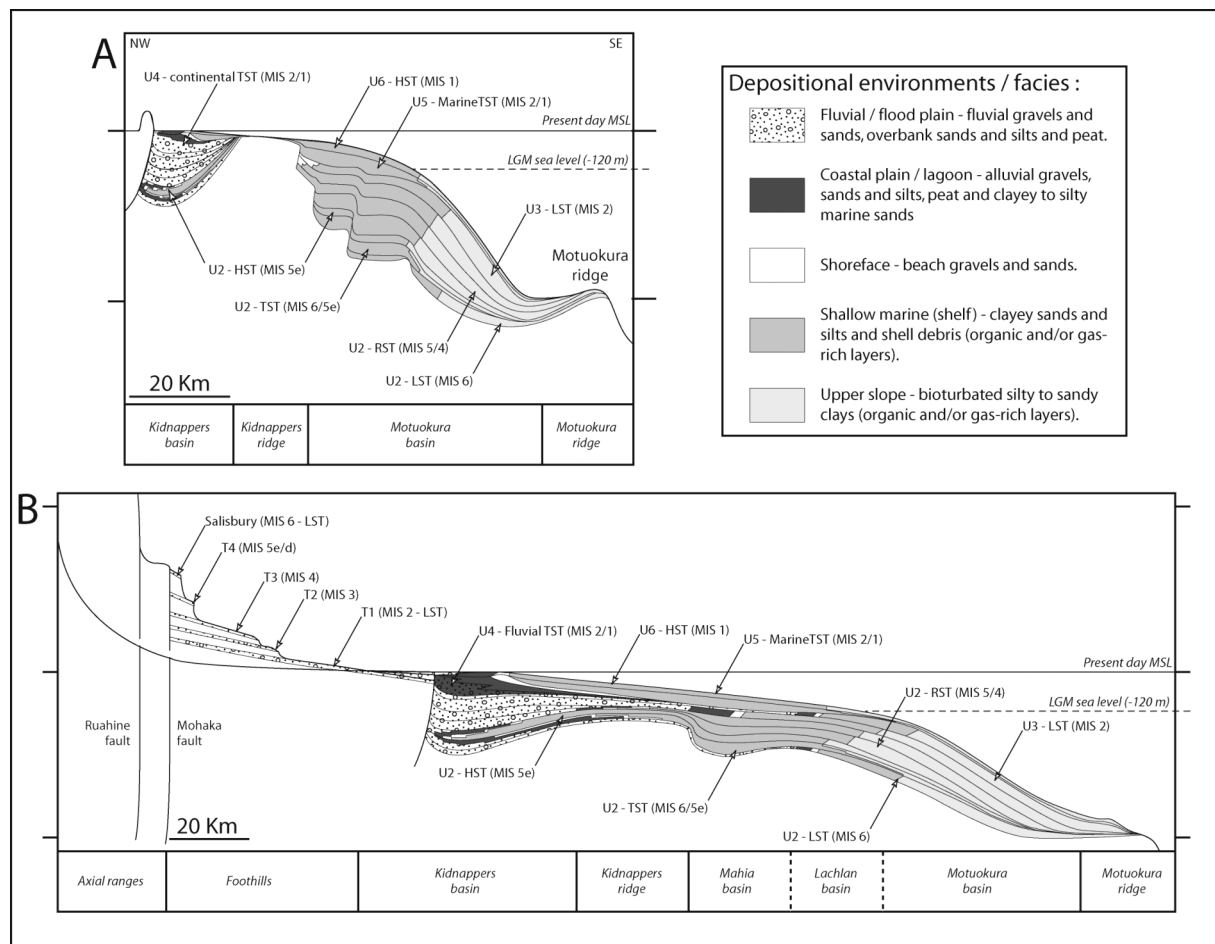 A
NW
SE
U4 - continental TST (MIS 2/1)
U6 - HST (MIS 1)
U5 - MarineTST (MIS 2/1)
Present day MSL
LGM sea level (-120 m)
U3 - LST (MIS 2)
Motuokura
ridge
U2 - HST (MIS 5e)
U2 - TST (MIS 6/5e)
U2 - RST (MIS 5/4)
U2 - LST (MIS 6)
20 Km
Kidnappers
basin
Kidnappers
ridge
Motuokura
basin
Motuokura
ridge
Depositional environments / facies :
Fluvial / flood plain - fluvial gravels and
sands, overbank sands and silts and peat.
Coastal plain / lagoon - alluvial gravels,
sands and silts, peat and clayey to silty
marine sands
Shoreface - beach gravels and sands.
Shallow marine (shelf) - clayey sands and
silts and shell debris (organic and/or gas-
rich layers).
Upper slope - bioturbated silty to sandy
clays (organic and/or gas-rich layers).
B
Salisbury (MIS 6 - LST)
T4 (MIS 5e/d)
T3 (MIS 4)
T2 (MIS 3)
T1 (MIS 2 - LST)
U4 - Fluvial TST (MIS 2/1)
U6 - HST (MIS 1)
U5 - MarineTST (MIS 2/1)
Present day MSL
LGM sea level (-120 m)
U2 - RST (MIS 5/4)
U3 - LST (MIS 2)
Ruahine
fault
Mohaka
fault
U2 - HST (MIS 5e)
U2 - TST (MIS 6/5e)
U2 - LST (MIS 6)
20 Km
Axial ranges
Foothills
Kidnappers
basin
Kidnappers
ridge
Mahia
basin
Lachlan
basin
Motuokura
basin
Motuokura
ridge